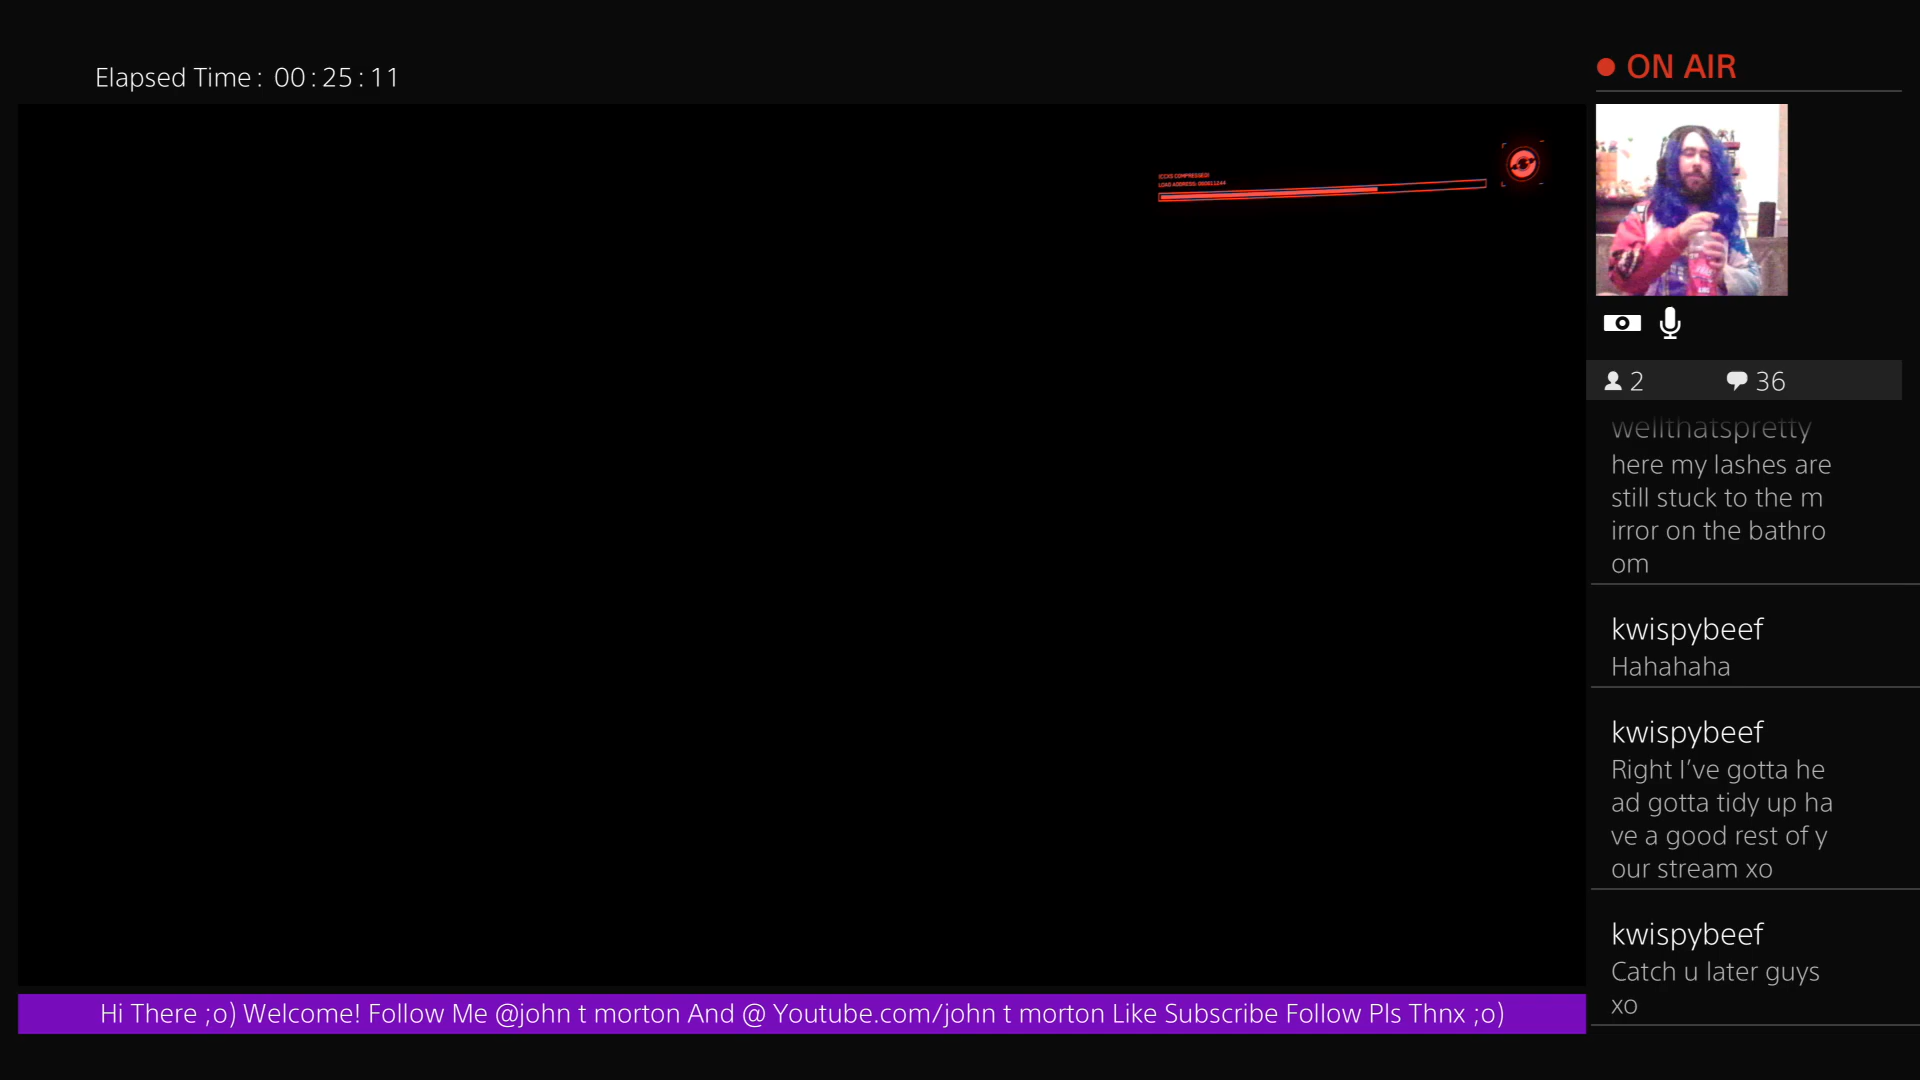 Elapsed Time: 00:25:11
ON AIR
2
36
wellthatspretty
here my lashes are
still stuck to the m
irror on the bathro
om
kwispybeef
Hahahaha
kwispybeef
Right I’ve gotta he
ad gotta tidy up ha
ve a good rest of y
our stream xo
kwispybeef
Catch u later guys
xo
Hi There ;o) Welcome! Follow Me @john t morton And @ Youtube.com/john t morton Like Subscribe Follow Pls Thnx ;o)